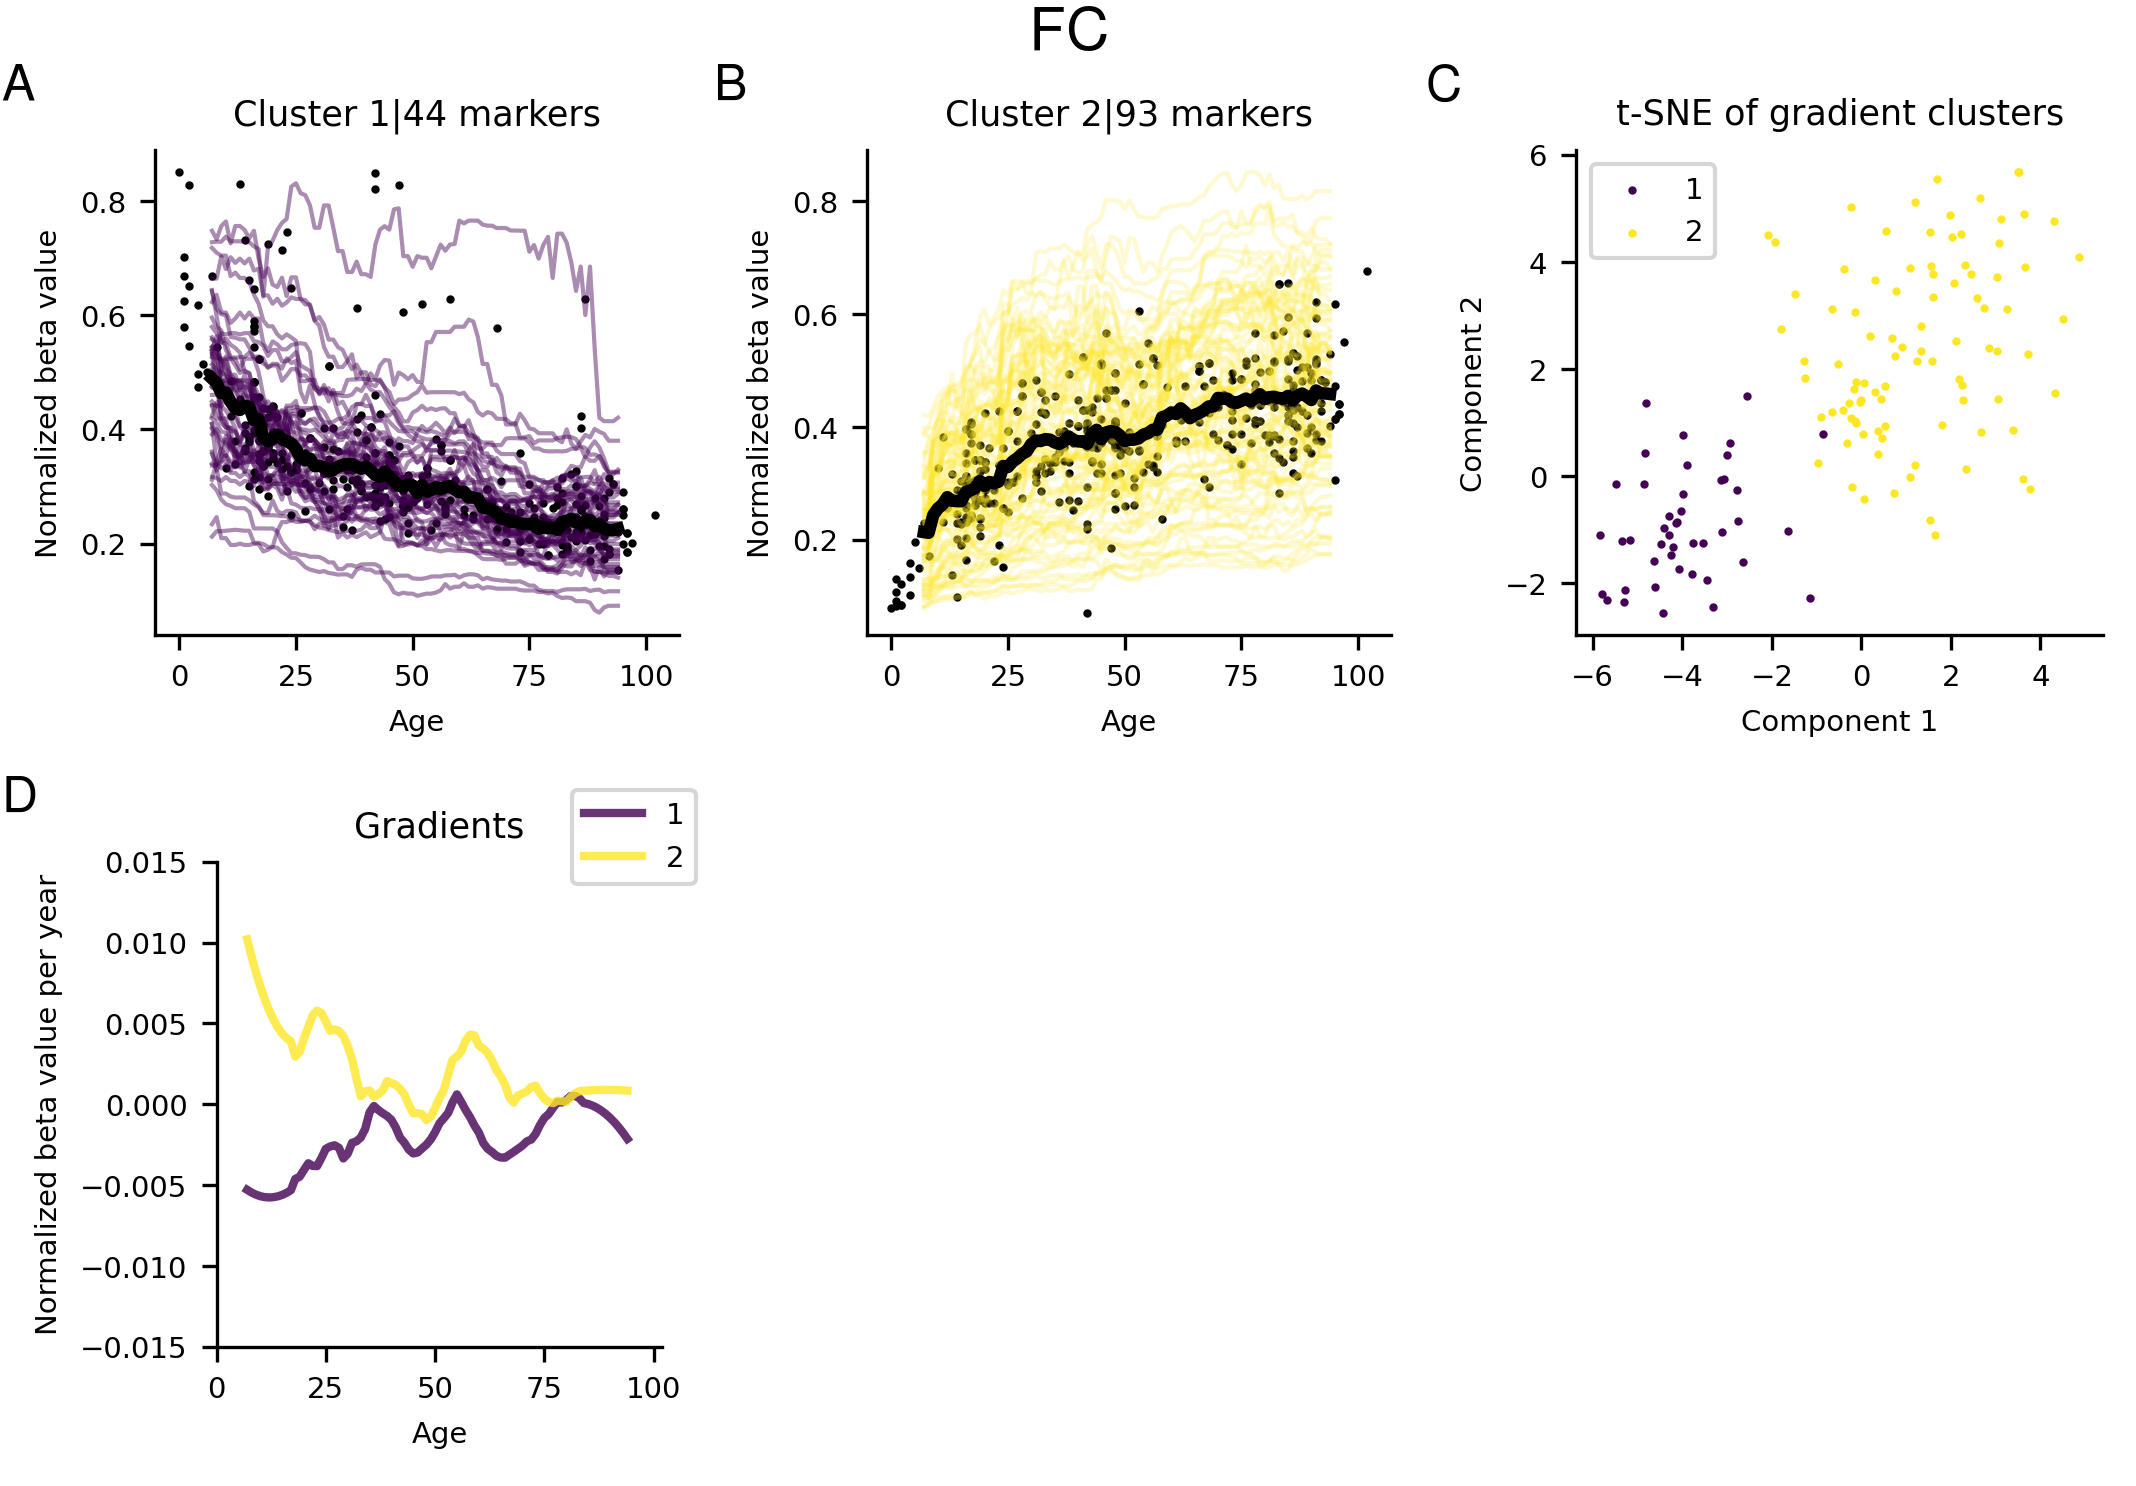 FC
A
Cluster 1|44 markers
Normalized beta value
0.8
0.6
0.4
0.2
0 25 50 75 100
Age
B
Cluster 2|93 markers
Normalized beta value
0.8
0.6
0.4
0.2
0 25 50 75 100
Age
C
t-SNE of gradient clusters
1
2
Component 2
6
4
2
0
−2
−6 −4 −2 0 2 4
Component 1
D
Gradients
1
2
Normalized beta value per year
0.015
0.010
0.005
0.000
−0.005
−0.010
−0.015
0 25 50 75 100
Age